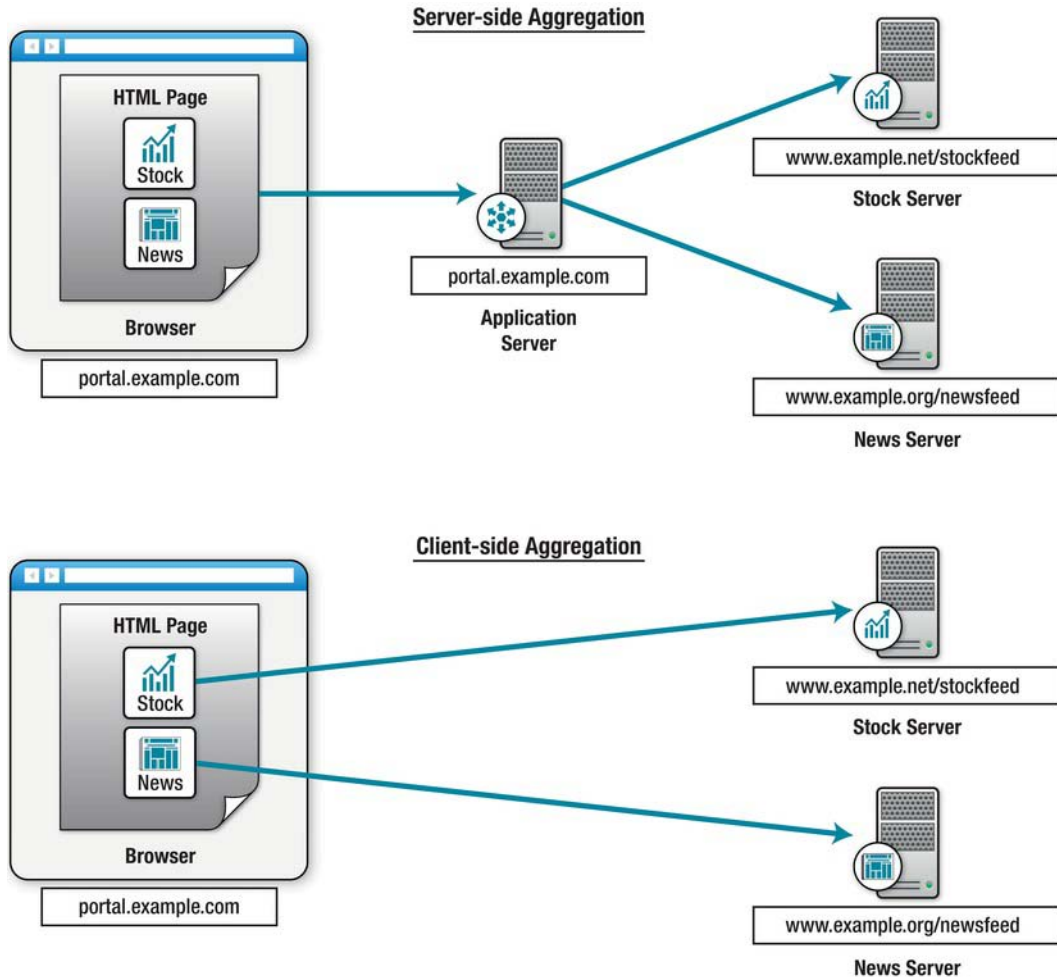 Server-side Aggregation
HTML Page
Stock
News
Browser
portal.example.com
portal.example.com
Application
Server
www.example.net/stockfeed
Stock Server
www.example.org/newsfeed
News Server
Client-side Aggregation
HTML Page
Stock
News
Browser
portal.example.com
www.example.net/stockfeed
Stock Server
www.example.org/newsfeed
News Server